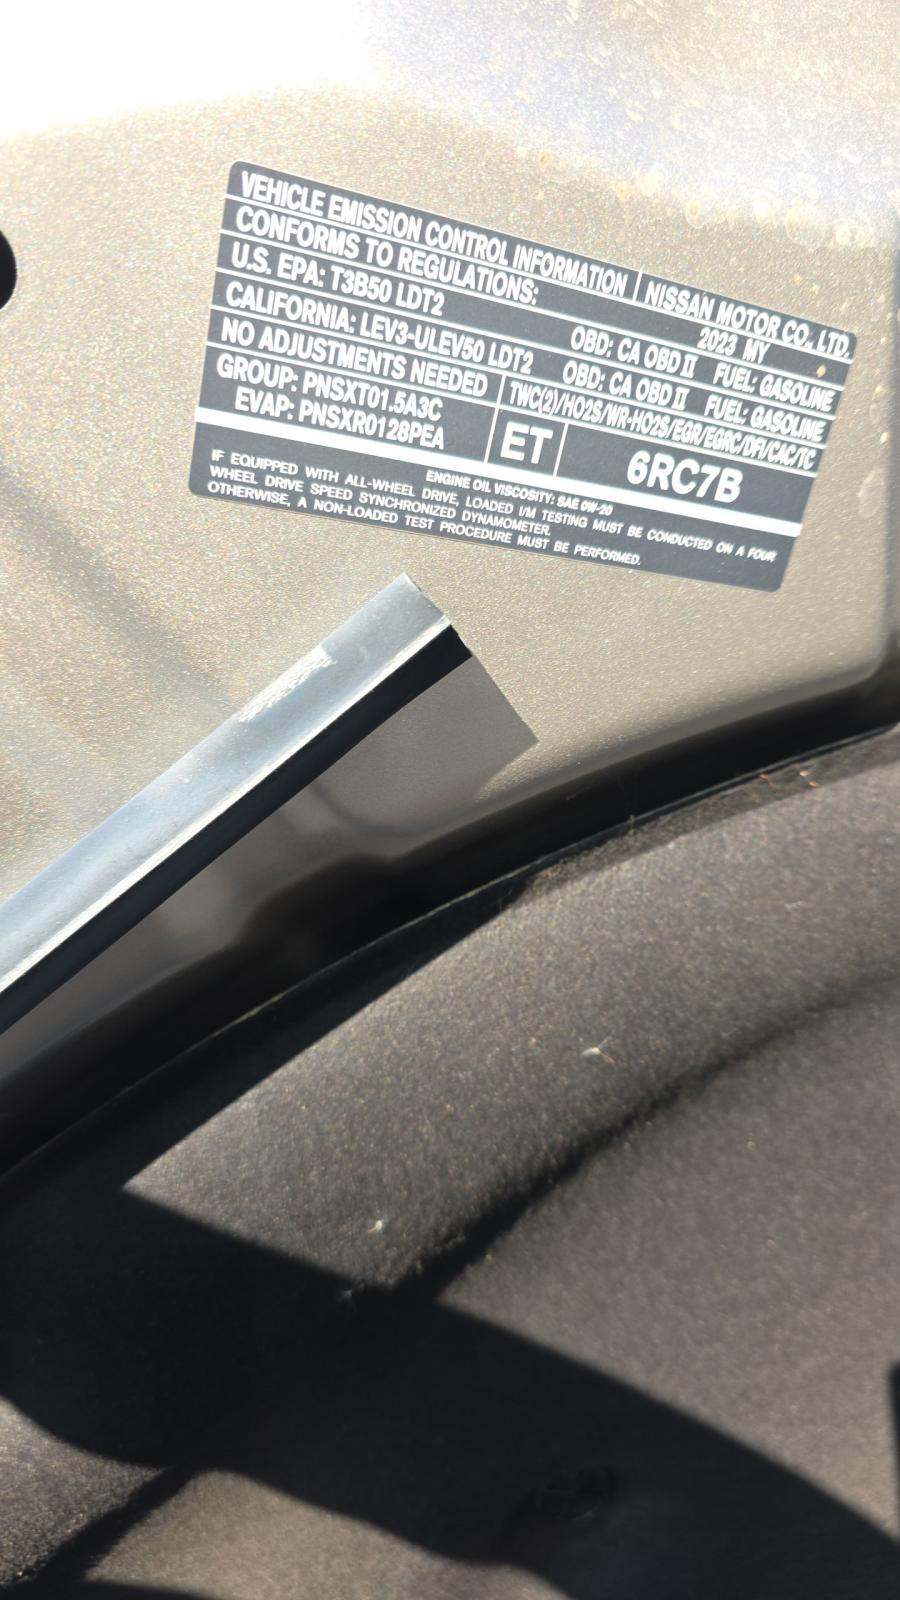 VEHICLE EMISSION CONTROL INFORMATION NISSAN MOTOR CO., LTD.
CONFORMS TO REGULATIONS: 2023 MY
U.S. EPA: T3B50 LDT2 OBD: CA OBD II FUEL: GASOLINE
CALIFORNIA: LEV3-ULEV50 LDT2 OBD: CA OBD II FUEL: GASOLINE
NO ADJUSTMENTS NEEDED TWC(2)/HO2S/WR-HO2S/EGR/EGRC/DFI/CAC/TC
GROUP: PNSXT01.5A3C
EVAP: PNSXR0128PEA
ET
6RC7B
ENGINE OIL VISCOSITY: SAE 0W-20
IF EQUIPPED WITH ALL-WHEEL DRIVE, LOADED I/M TESTING MUST BE CONDUCTED ON A FOUR
WHEEL DRIVE SPEED SYNCHRONIZED DYNAMOMETER.
OTHERWISE, A NON-LOADED TEST PROCEDURE MUST BE PERFORMED.